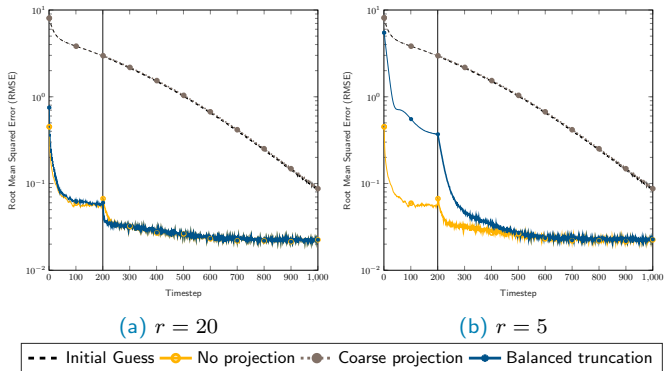 10^1
10^0
10^−1
10^−2
Root Mean Squared Error (RMSE)
0 100 200 300 400 500 600 700 800 900 1,000
Timestep
(a) r = 20
10^1
10^0
10^−1
10^−2
Root Mean Squared Error (RMSE)
0 100 200 300 400 500 600 700 800 900 1,000
Timestep
(b) r = 5
Initial Guess No projection Coarse projection Balanced truncation